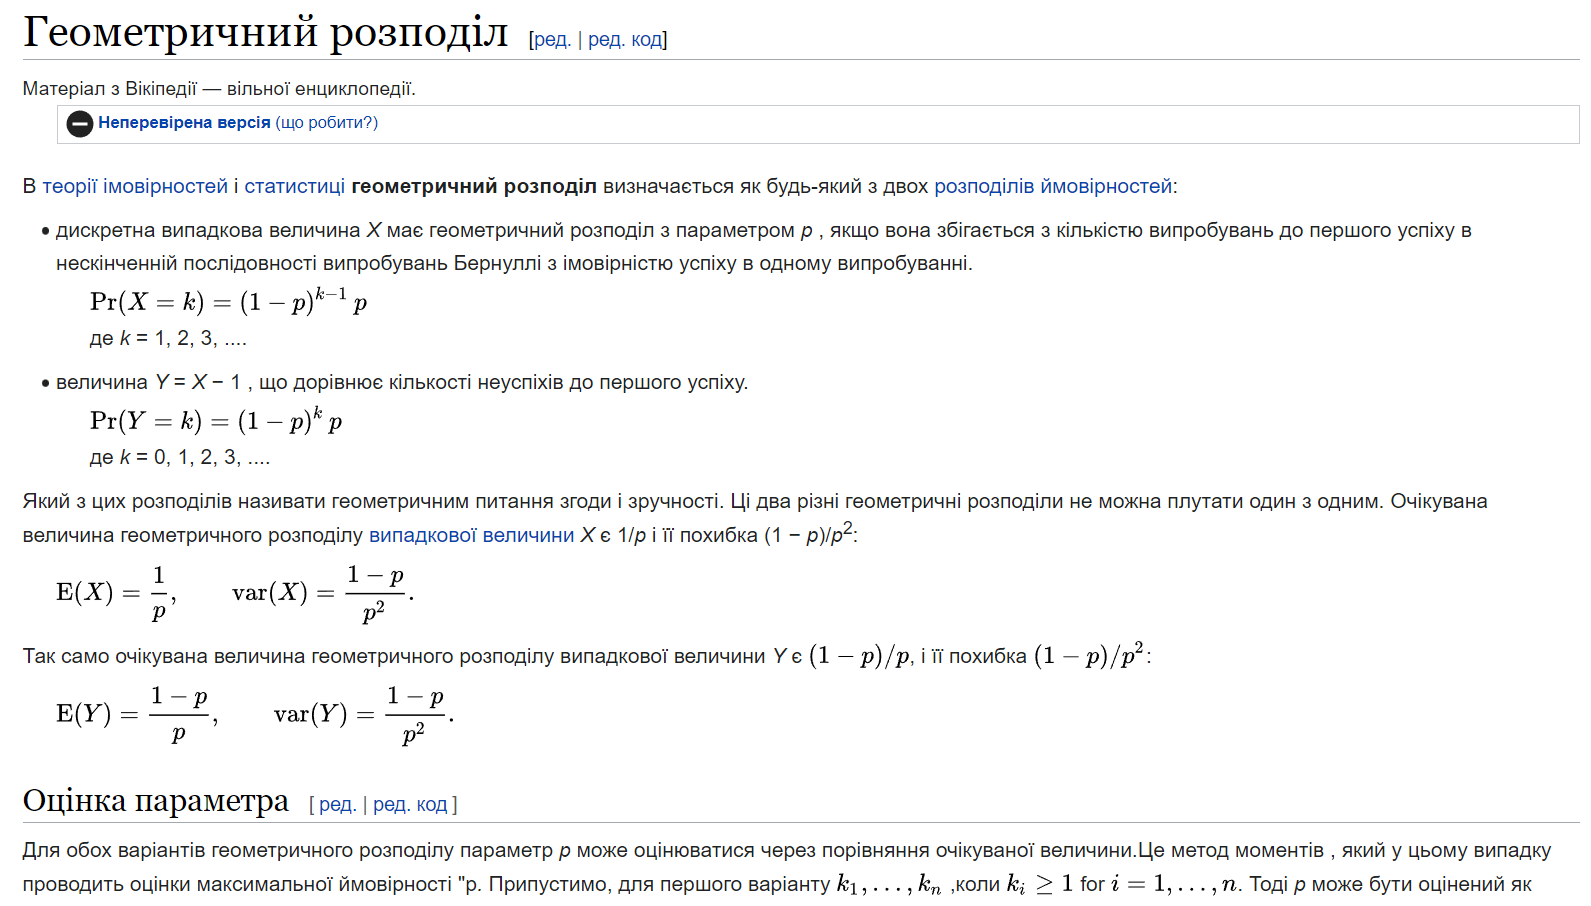 Геометричний розподіл [ред. | ред. код]
Матеріал з Вікіпедії — вільної енциклопедії.
Неперевірена версія (що робити?)
В теорії імовірностей і статистиці геометричний розподіл визначається як будь-який з двох розподілів ймовірностей:
• дискретна випадкова величина X має геометричний розподіл з параметром p , якщо вона збігається з кількістю випробувань до першого успіху в
нескінченній послідовності випробувань Бернуллі з імовірністю успіху в одному випробуванні.
Pr(X = k) = (1 − p)^{k−1} p
де k = 1, 2, 3, ....
• величина Y = X − 1 , що дорівнює кількості неуспіхів до першого успіху.
Pr(Y = k) = (1 − p)^k p
де k = 0, 1, 2, 3, ....
Який з цих розподілів називати геометричним питання згоди і зручності. Ці два різні геометричні розподіли не можна плутати один з одним. Очікувана
величина геометричного розподілу випадкової величини X є 1/p і її похибка (1 − p)/p²:
E(X) = 1/p, var(X) = (1 − p)/p².
Так само очікувана величина геометричного розподілу випадкової величини Y є (1 − p)/p, і її похибка (1 − p)/p²:
E(Y) = (1 − p)/p, var(Y) = (1 − p)/p².
Оцінка параметра [ ред. | ред. код ]
Для обох варіантів геометричного розподілу параметр p може оцінюватися через порівняння очікуваної величини.Це метод моментів , який у цьому випадку
проводить оцінки максимальної ймовірності "p. Припустимо, для першого варіанту k₁, . . . , kₙ ,коли kᵢ ≥ 1 for i = 1, . . . , n. Тоді p може бути оцінений як